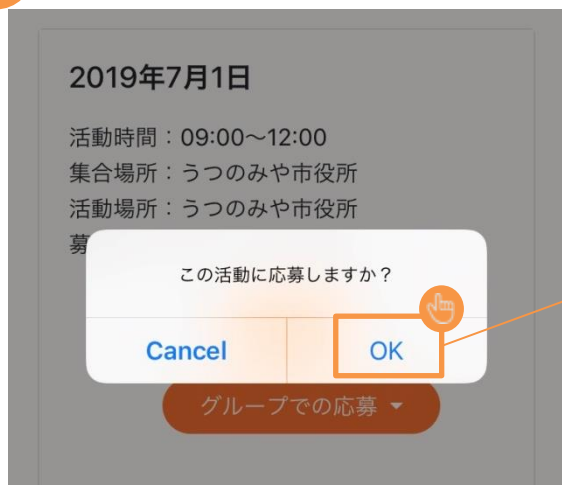 2019年7月1日
活動時間：09:00～12:00
集合場所：うつのみや市役所
活動場所：うつのみや市役所
募
この活動に応募しますか？
Cancel
OK
グループでの応募